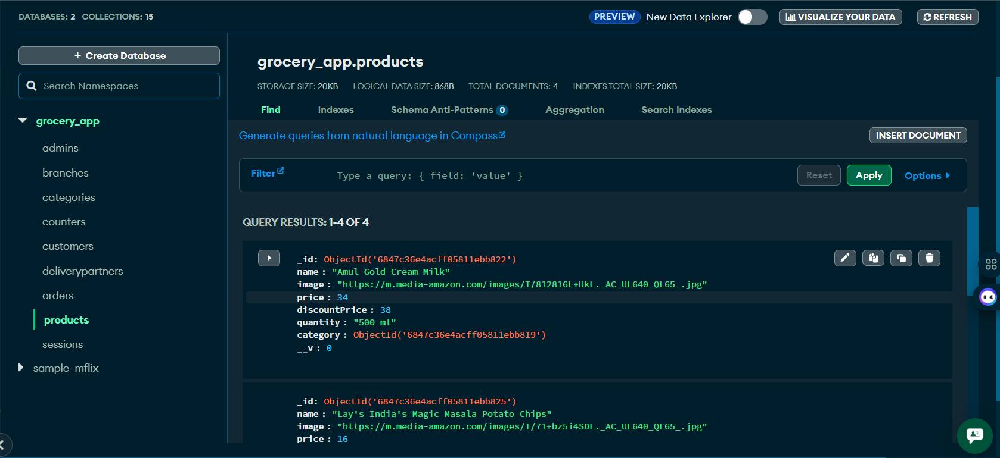 DATABASES: 2 COLLECTIONS: 15
PREVIEW New Data Explorer VISUALIZE YOUR DATA REFRESH
+ Create Database
Search Namespaces
grocery_app
admins
branches
categories
counters
customers
deliverypartners
orders
products
sessions
sample_mflix
grocery_app.products
STORAGE SIZE: 20KB LOGICAL DATA SIZE: 868B TOTAL DOCUMENTS: 4 INDEXES TOTAL SIZE: 20KB
Find Indexes Schema Anti-Patterns 0 Aggregation Search Indexes
Generate queries from natural language in Compass
INSERT DOCUMENT
Filter Type a query: { field: 'value' } Reset Apply Options
QUERY RESULTS: 1-4 OF 4
_id: ObjectId('6847c36e4acff05811ebb822')
name : "Amul Gold Cream Milk"
image : "https://m.media-amazon.com/images/I/812816L+HkL._AC_UL640_QL65_.jpg"
price : 34
discountPrice : 38
quantity : "500 ml"
category : ObjectId('6847c36e4acff05811ebb819')
__v : 0
_id: ObjectId('6847c36e4acff05811ebb825')
name : "Lay's India's Magic Masala Potato Chips"
image : "https://m.media-amazon.com/images/I/71+bz5i4SDL._AC_UL640_QL65_.jpg"
price : 16